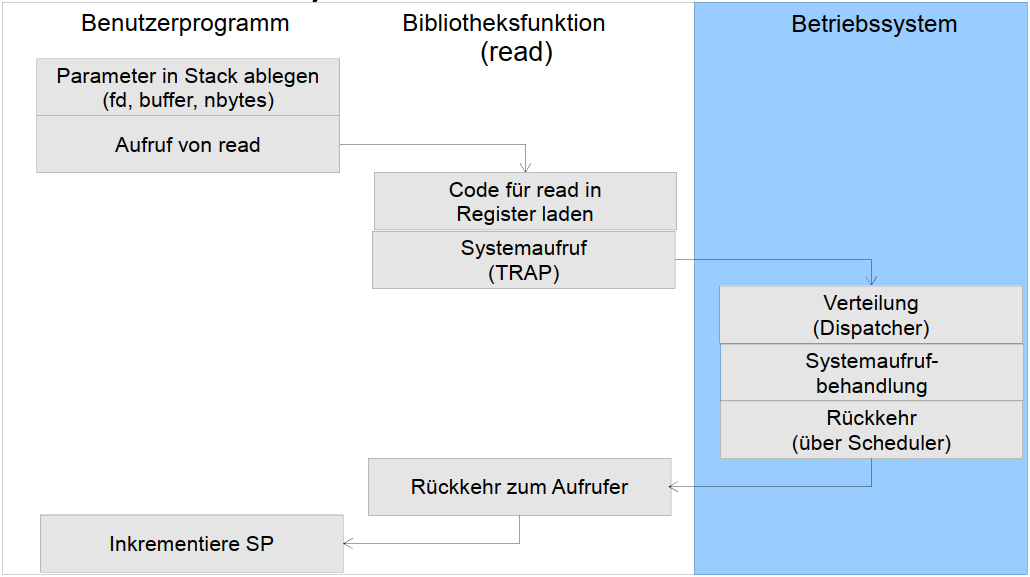 Benutzerprogramm
Bibliotheksfunktion
(read)
Betriebssystem
Parameter in Stack ablegen
(fd, buffer, nbytes)
Aufruf von read
Code für read in
Register laden
Systemaufruf
(TRAP)
Verteilung
(Dispatcher)
Systemaufruf-
behandlung
Rückkehr
(über Scheduler)
Rückkehr zum Aufrufer
Inkrementiere SP